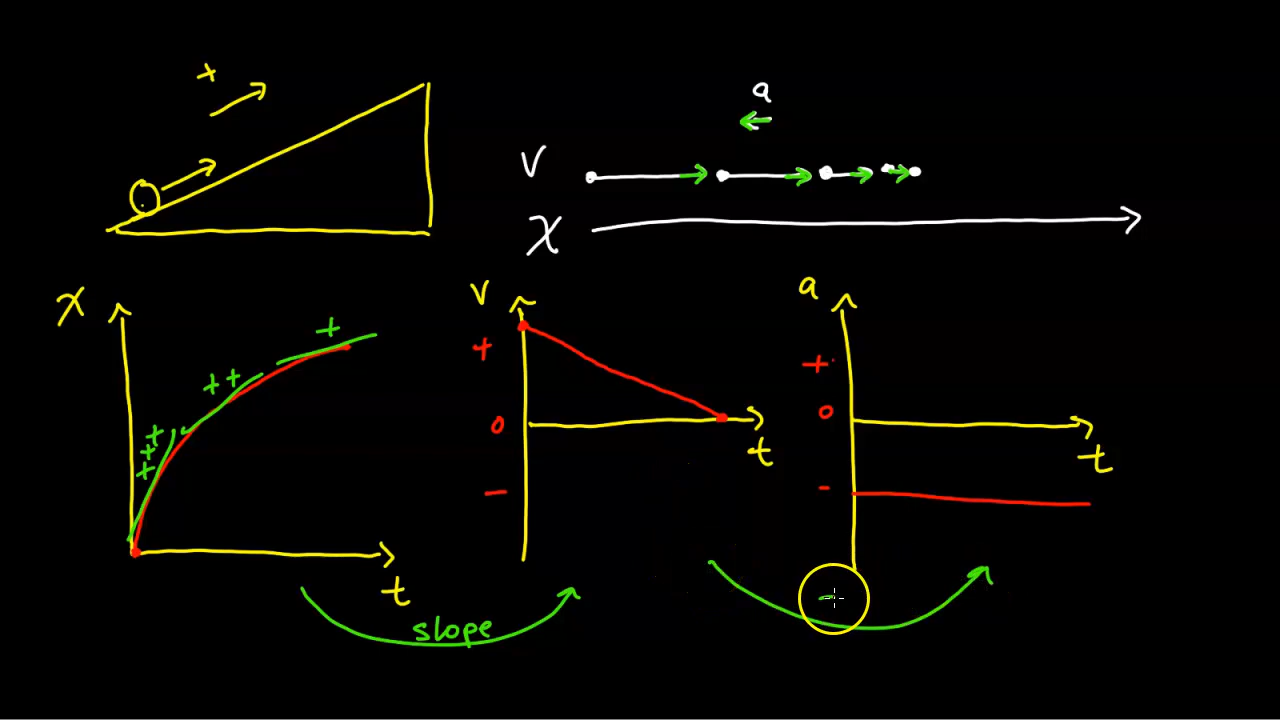 +
a
v
x
x
v
a
+
+
+
0
-
t
++
+
+
+
0
-
t
t
slope